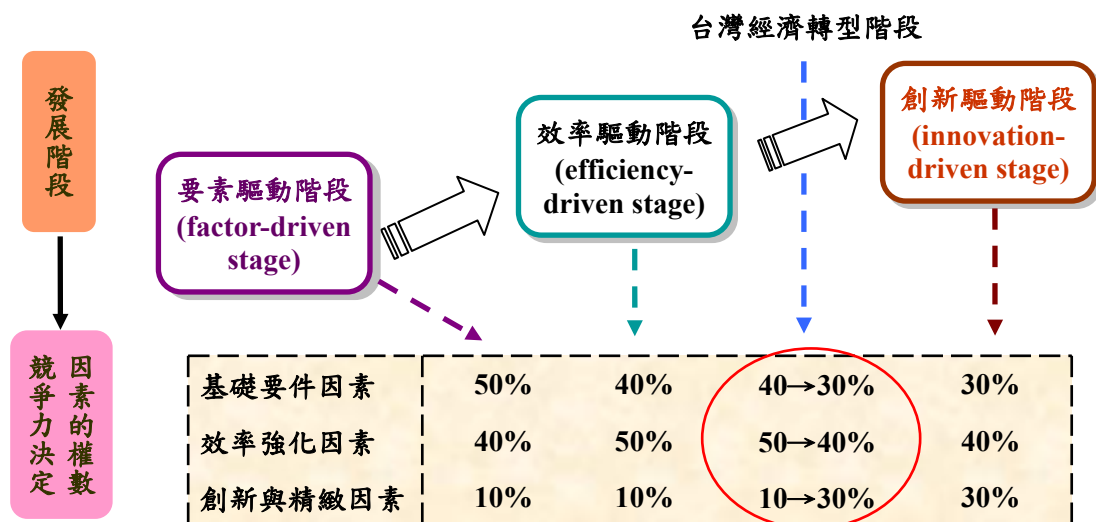 台灣經濟轉型階段
發展階段
要素驅動階段
(factor-driven
stage)
效率驅動階段
(efficiency-
driven stage)
創新驅動階段
(innovation-
driven stage)
競爭力決定
因素的權數
基礎要件因素 50% 40% 40→30% 30%
效率強化因素 40% 50% 50→40% 40%
創新與精緻因素 10% 10% 10→30% 30%